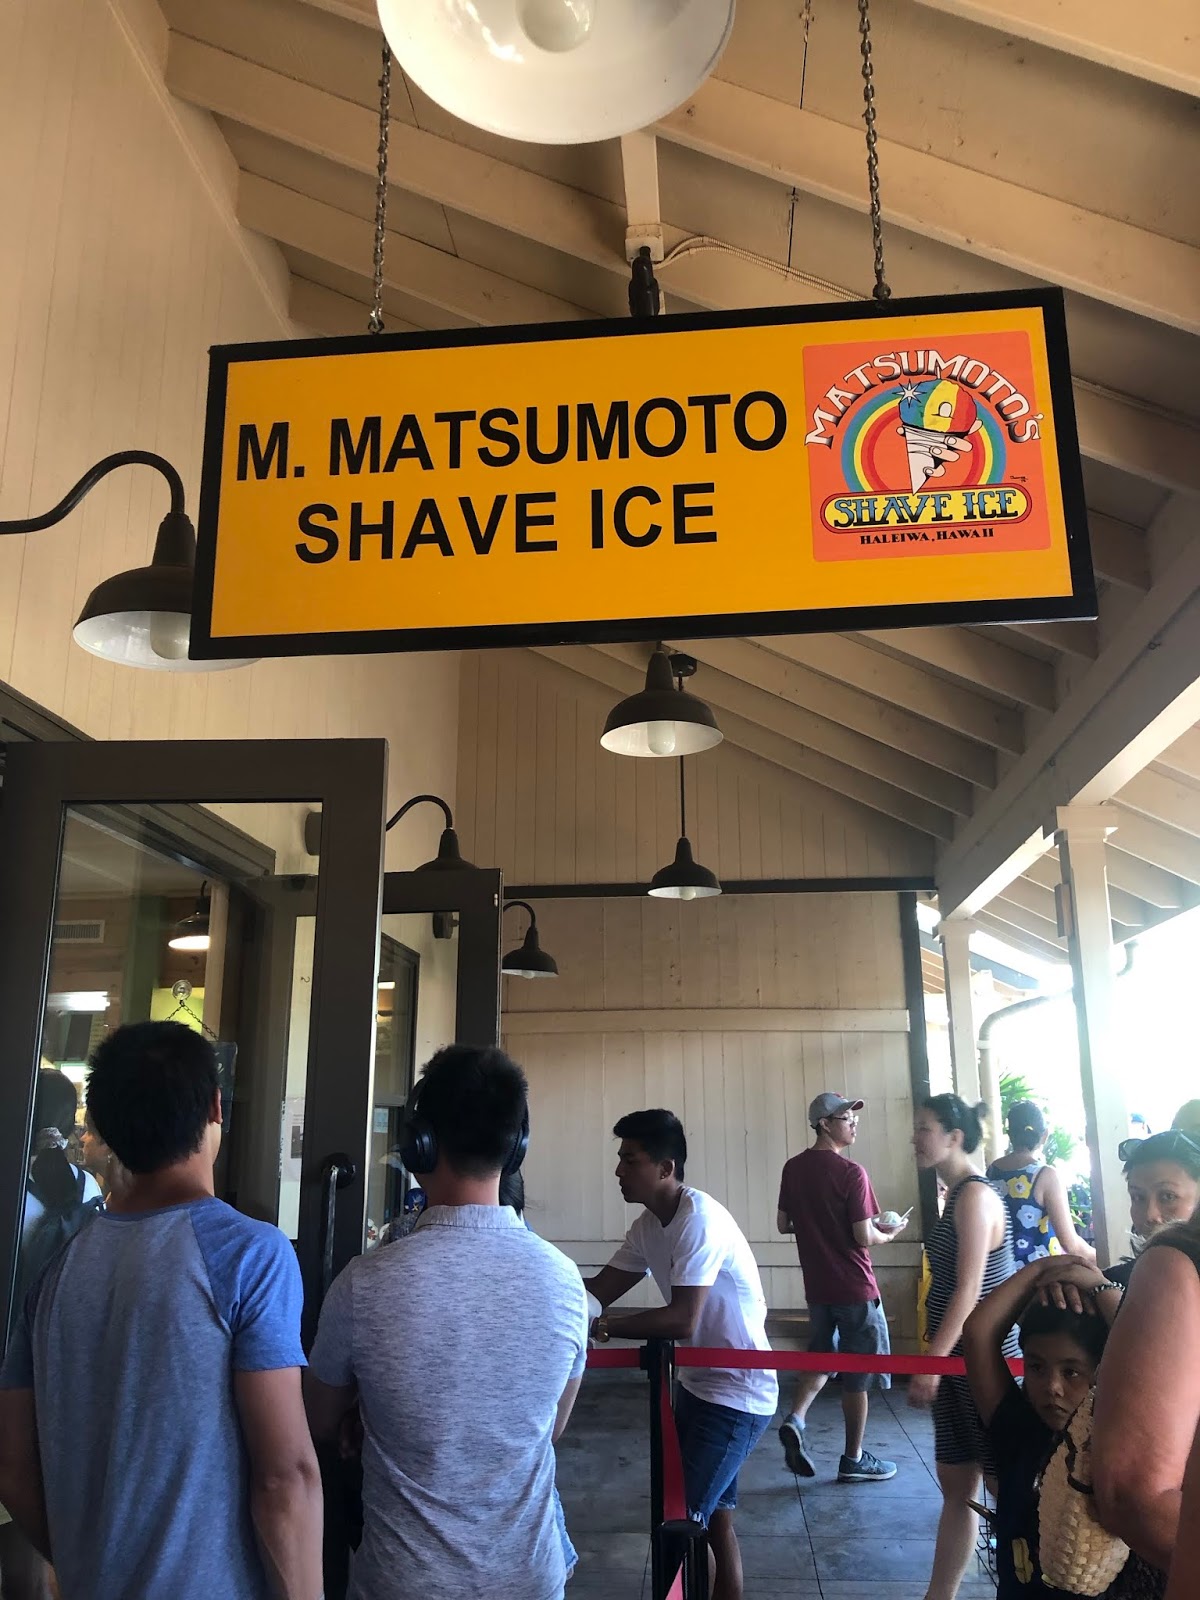 M. MATSUMOTO
SHAVE ICE
MATSUMOTO'S
SHAVE ICE
HALEIWA, HAWAII